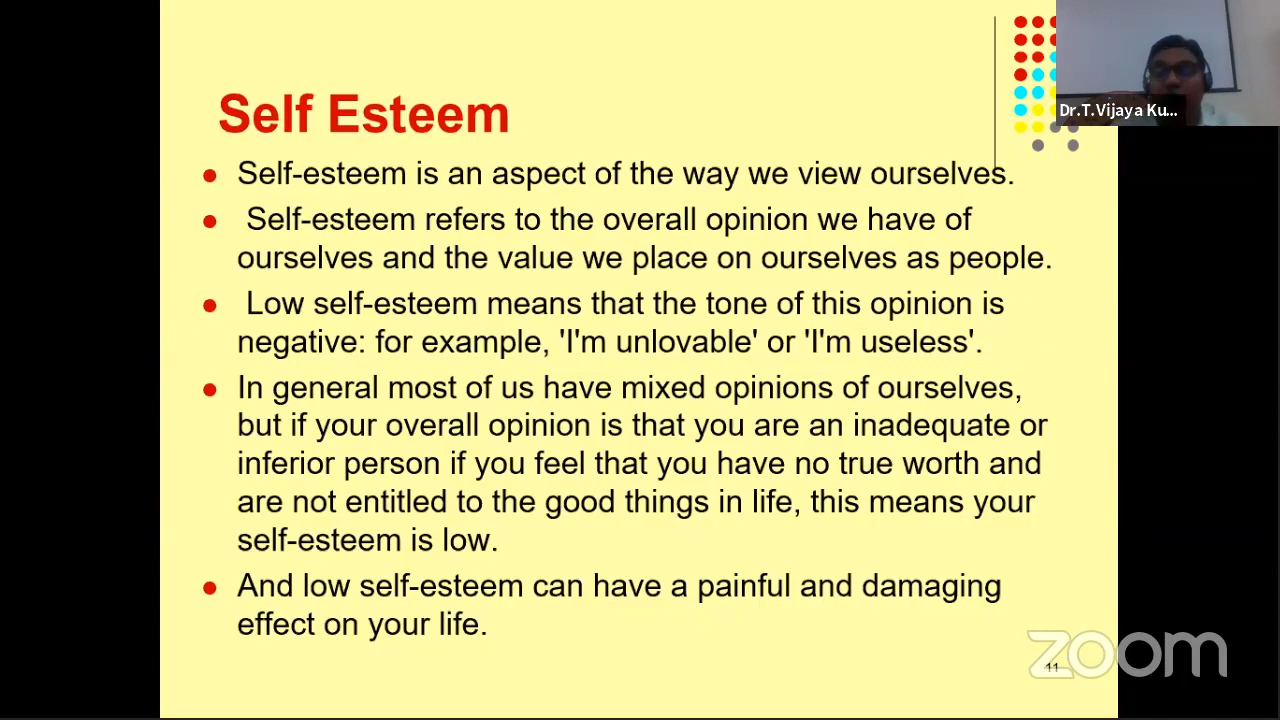 Self Esteem
Dr.T.Vijaya Ku...
● Self-esteem is an aspect of the way we view ourselves.
● Self-esteem refers to the overall opinion we have of
ourselves and the value we place on ourselves as people.
● Low self-esteem means that the tone of this opinion is
negative: for example, 'I'm unlovable' or 'I'm useless'.
● In general most of us have mixed opinions of ourselves,
but if your overall opinion is that you are an inadequate or
inferior person if you feel that you have no true worth and
are not entitled to the good things in life, this means your
self-esteem is low.
● And low self-esteem can have a painful and damaging
effect on your life.
11
zoom